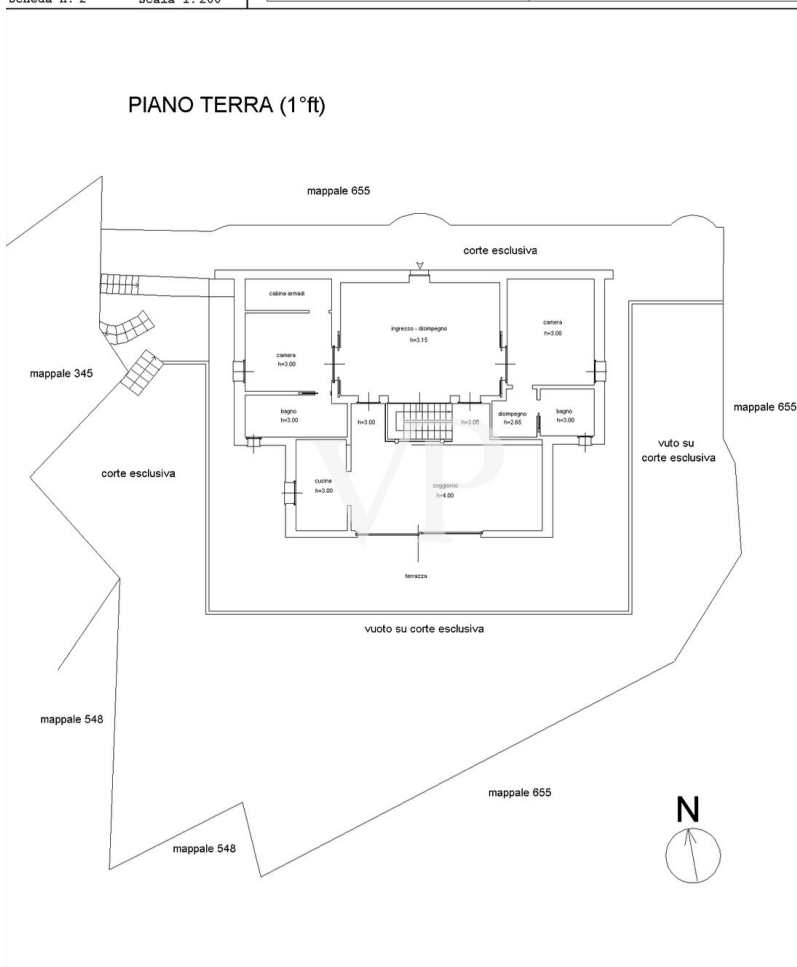 Scheda n. 2 Scala 1:200
PIANO TERRA (1°ft)
mappale 655
corte esclusiva
cabina armadi
ingresso - disimpegno
h=3.15
camera
h=3.00
camera
h=3.00
mappale 345
mappale 655
bagno
h=3.00
h=3.00
h=3.00
disimpegno
h=2.65
bagno
h=3.00
vuto su
corte esclusiva
corte esclusiva
cucina
h=3.00
soggiorno
h=4.00
VP
terrazza
vuoto su corte esclusiva
mappale 548
mappale 655
N
mappale 548